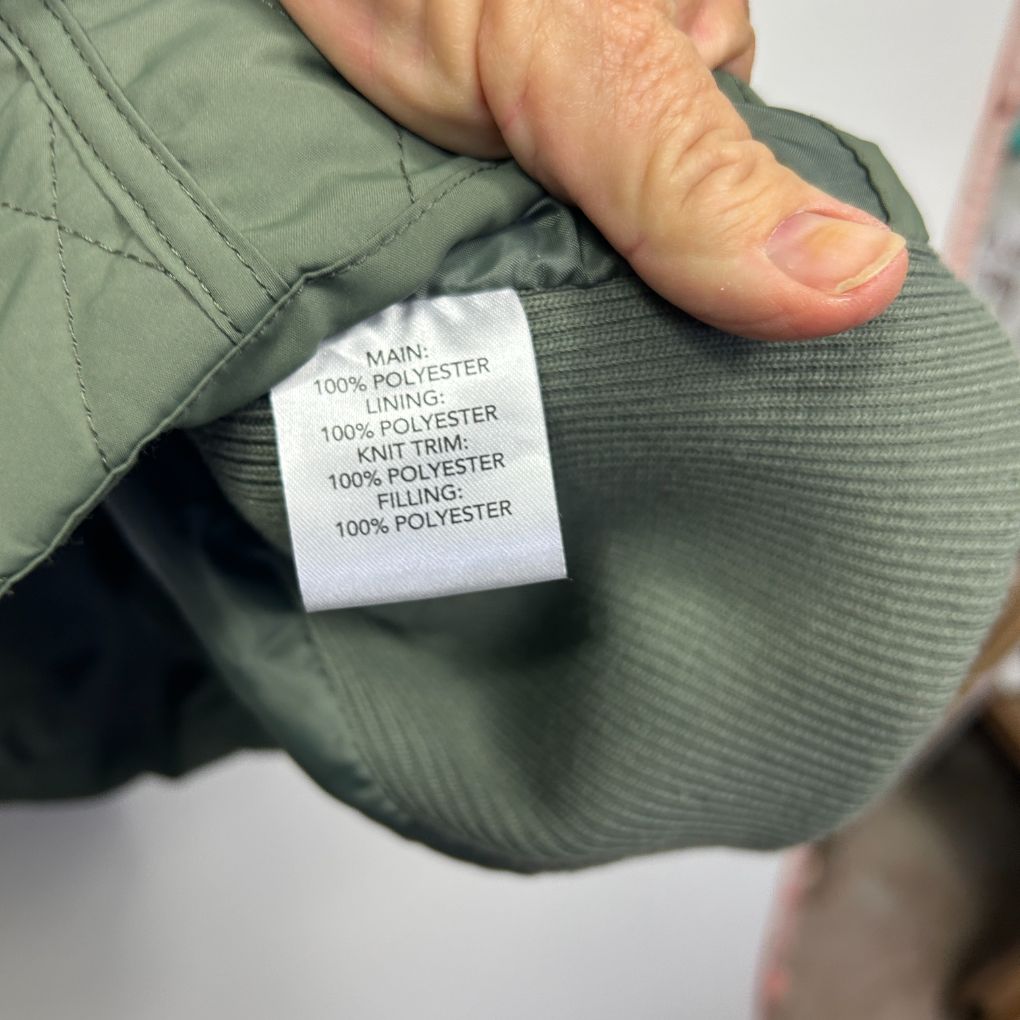 MAIN:
100% POLYESTER
LINING:
100% POLYESTER
KNIT TRIM:
100% POLYESTER
FILLING:
100% POLYESTER